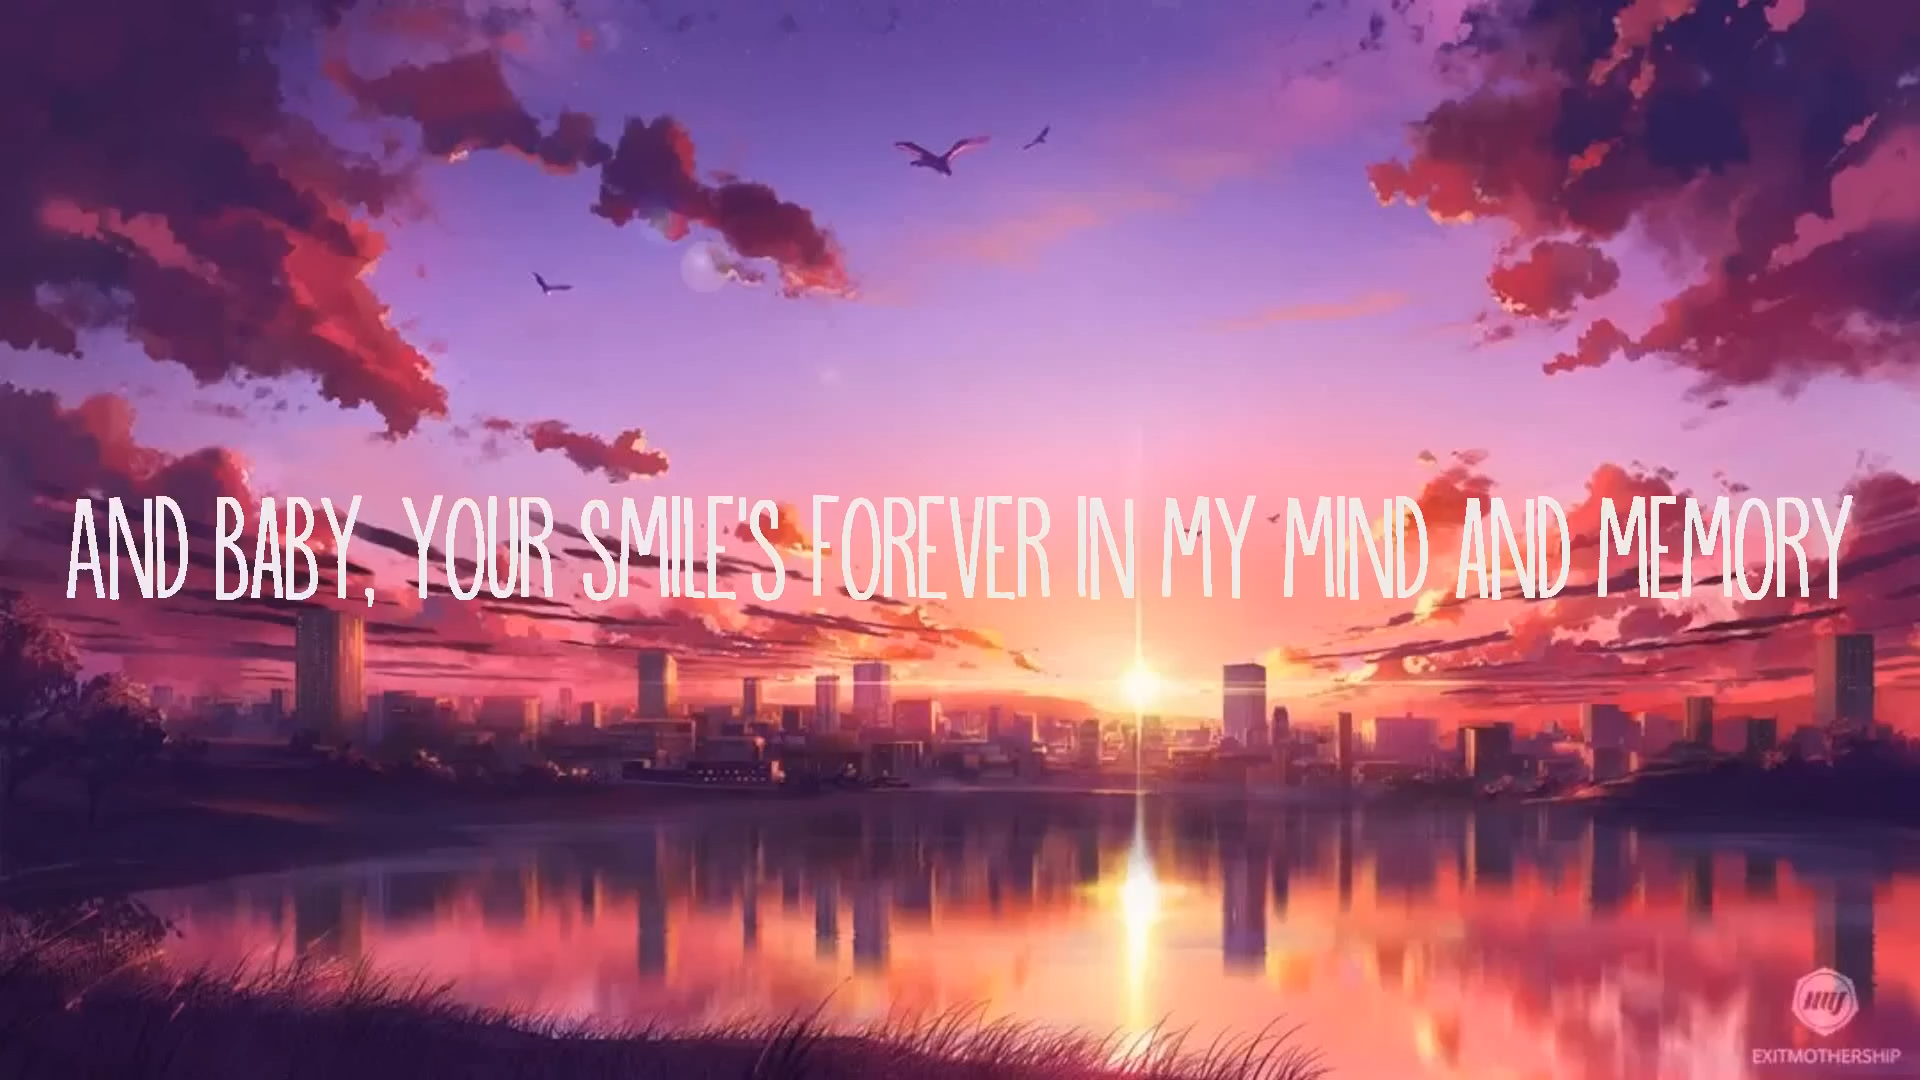 AND BABY, YOUR SMILE'S FOREVER IN MY MIND AND MEMORY
EXITMOTHERSHIP